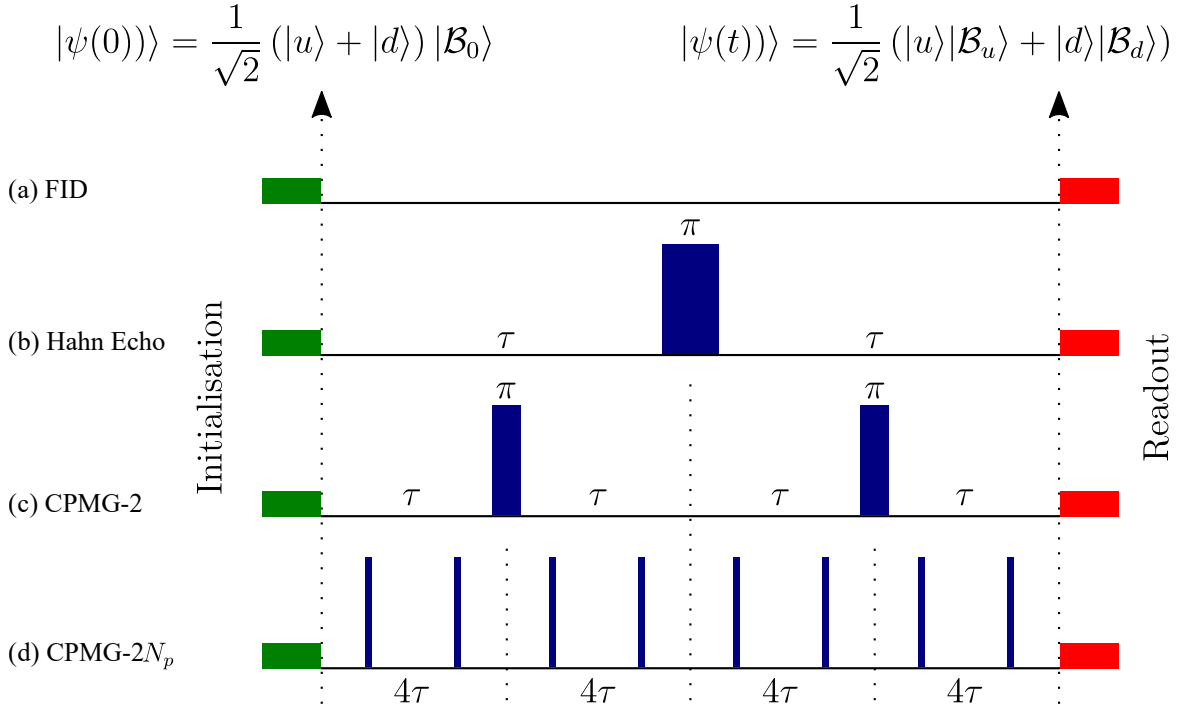 |ψ(0))⟩ = 1/√2 (|u⟩ + |d⟩) |ℬ₀⟩
|ψ(t))⟩ = 1/√2 (|u⟩|ℬᵤ⟩ + |d⟩|ℬ_d⟩)
(a) FID
π
Initialisation
Readout
(b) Hahn Echo
τ
τ
π
π
(c) CPMG-2
τ
τ
τ
τ
(d) CPMG-2Nₚ
4τ
4τ
4τ
4τ